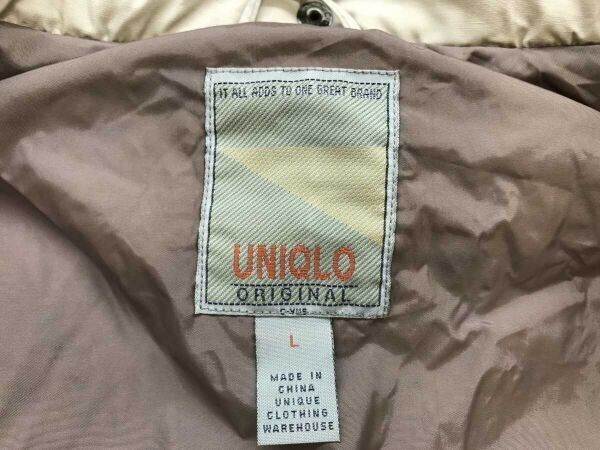 IT ALL ADDS TO ONE GREAT BRAND
UNIQLO
ORIGINAL
L
MADE IN
CHINA
UNIQUE
CLOTHING
WAREHOUSE